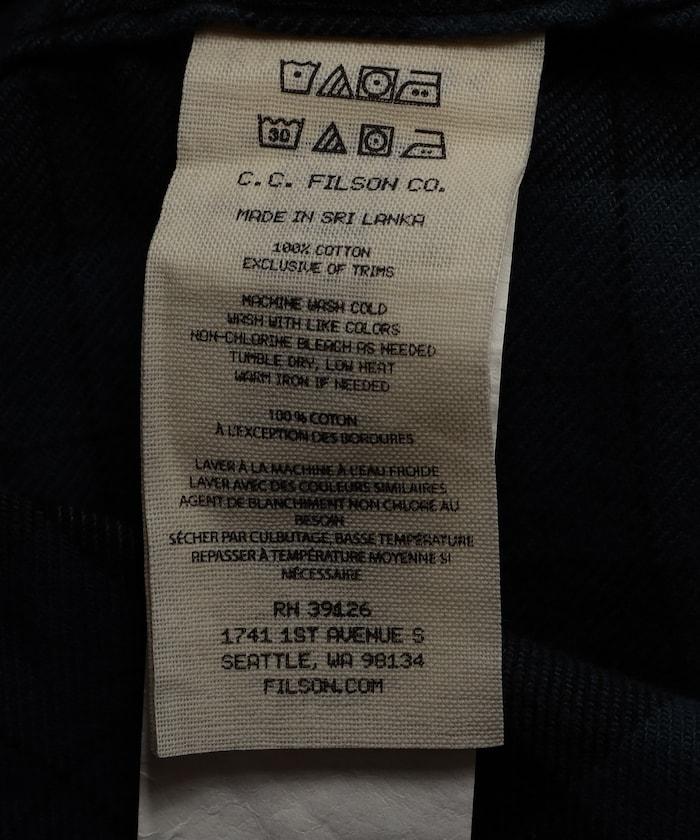 30
C.C. FILSON CO.
MADE IN SRI LANKA
100% COTTON
EXCLUSIVE OF TRIMS
MACHINE WASH COLD
WASH WITH LIKE COLORS
NON-CHLORINE BLEACH AS NEEDED
TUMBLE DRY, LOW HEAT
WARM IRON IF NEEDED
100 % COTON
À L'EXCEPTION DES BORDURES
LAVER À LA MACHINE À L'EAU FROIDE
LAVER AVEC DES COULEURS SIMILAIRES
AGENT DE BLANCHIMENT NON CHLORÉ AU
BESOIN
SÉCHER PAR CULBUTAGE, BASSE TEMPÉRATURE
REPASSER À TEMPÉRATURE MOYENNE SI
NÉCESSAIRE
RN 39126
1741 1ST AVENUE S
SEATTLE, WA 98134
FILSON.COM